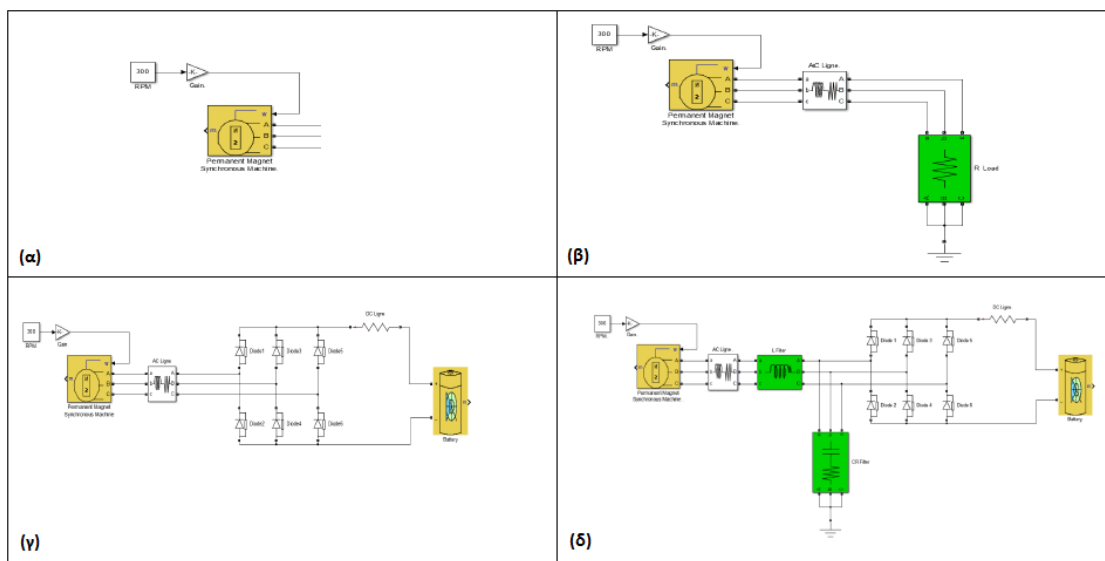 300
RPM
-K-
Gain.
w
m
A
B
C
Permanent Magnet
Synchronous Machine
(α)
300
RPM
-K-
Gain.
w
m
A
B
C
Permanent Magnet
Synchronous Machine.
AC Ligne.
a A
b B
c C
R Load
A B C
(β)
300
RPM
-K-
Gain
w
m
A
B
C
Permanent Magnet
Synchronous Machine
AC Ligne
a A
b B
c C
DC Ligne
Diode1
Diode3
Diode5
Diode2
Diode4
Diode6
+
-
m
Battery
(γ)
300
RPM.
-K-
Gain
w
m
A
B
C
Permanent Magnet
Synchronous Machine
AC Ligne
a A
b B
c C
L Filter
DC Ligne
Diode 1
Diode 3
Diode 5
Diode 2
Diode 4
Diode 6
CR Filter
+
-
Battery
(δ)